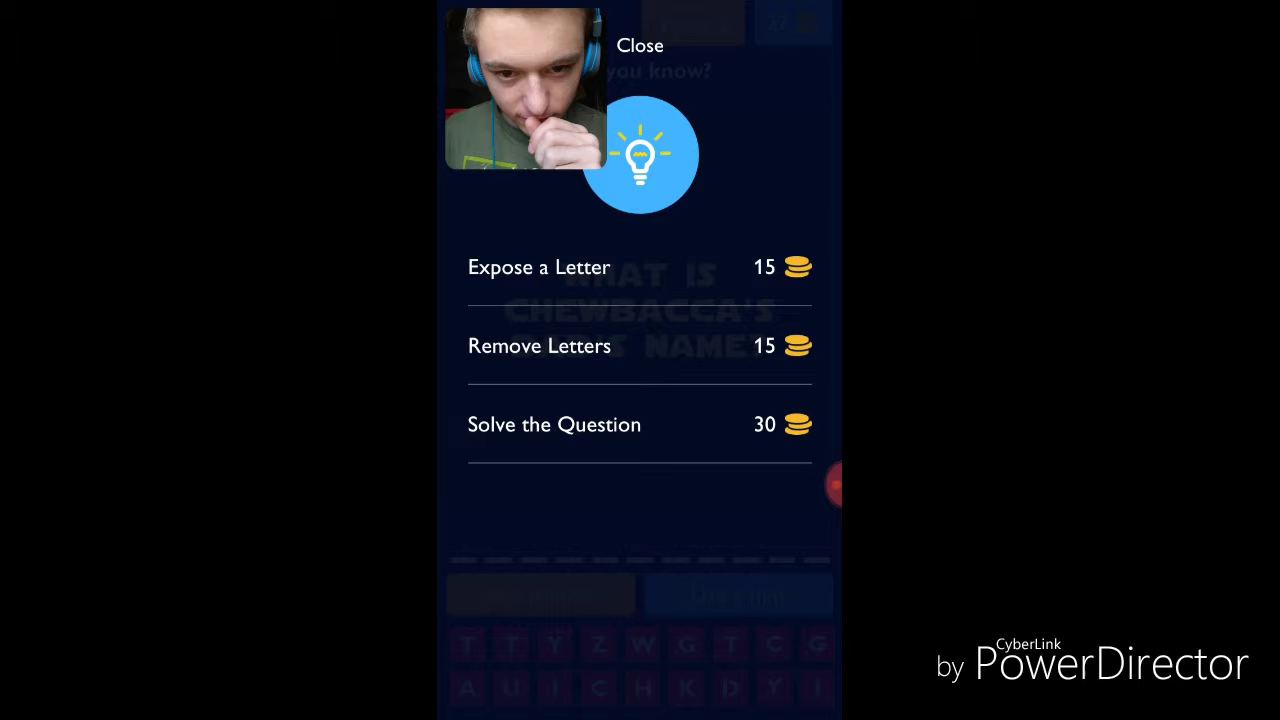 Close
you know?
Expose a Letter 15
WHAT IS
CHEWBACCA'S
NAME?
Remove Letters 15
Solve the Question 30
T T Y Z W G T C G
A U I C H K D Y I
CyberLink
by PowerDirector